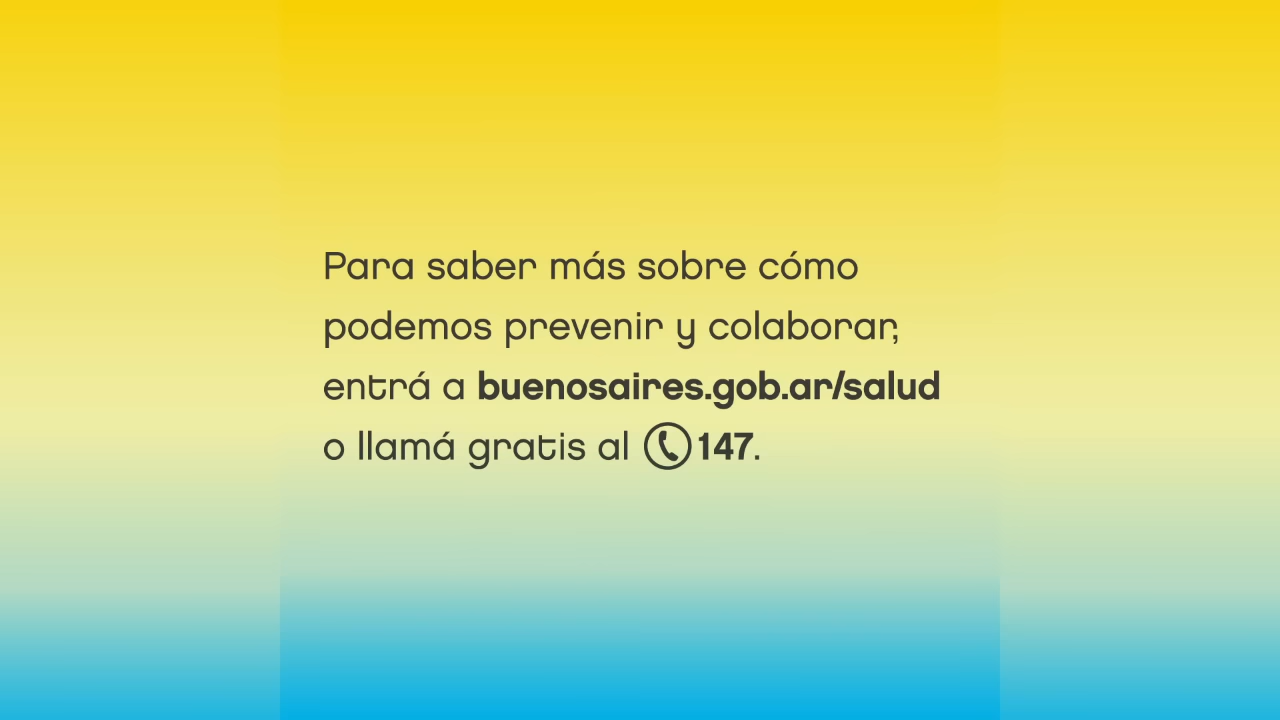 Para saber más sobre cómo
podemos prevenir y colaborar,
entrá a buenosaires.gob.ar/salud
o llamá gratis al 147.